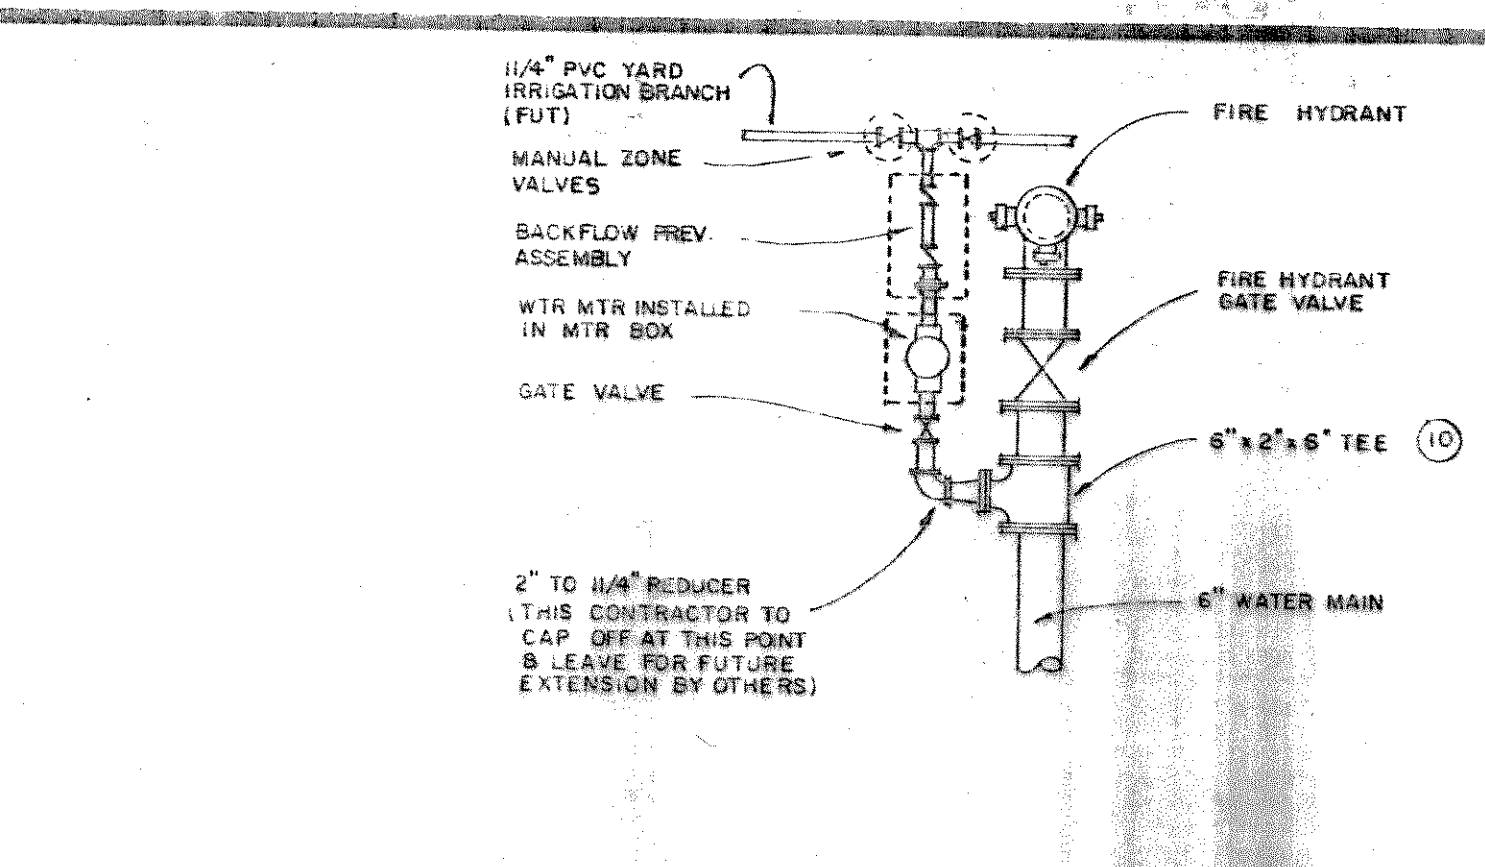 11/4" PVC YARD
IRRIGATION BRANCH
(FUT)
MANUAL ZONE
VALVES
BACKFLOW PREV.
ASSEMBLY
WTR MTR INSTALLED
IN MTR BOX
GATE VALVE
2" TO 11/4" REDUCER
(THIS CONTRACTOR TO
CAP OFF AT THIS POINT
& LEAVE FOR FUTURE
EXTENSION BY OTHERS)
FIRE HYDRANT
FIRE HYDRANT
GATE VALVE
6" x 2" x 6" TEE 10
6" WATER MAIN